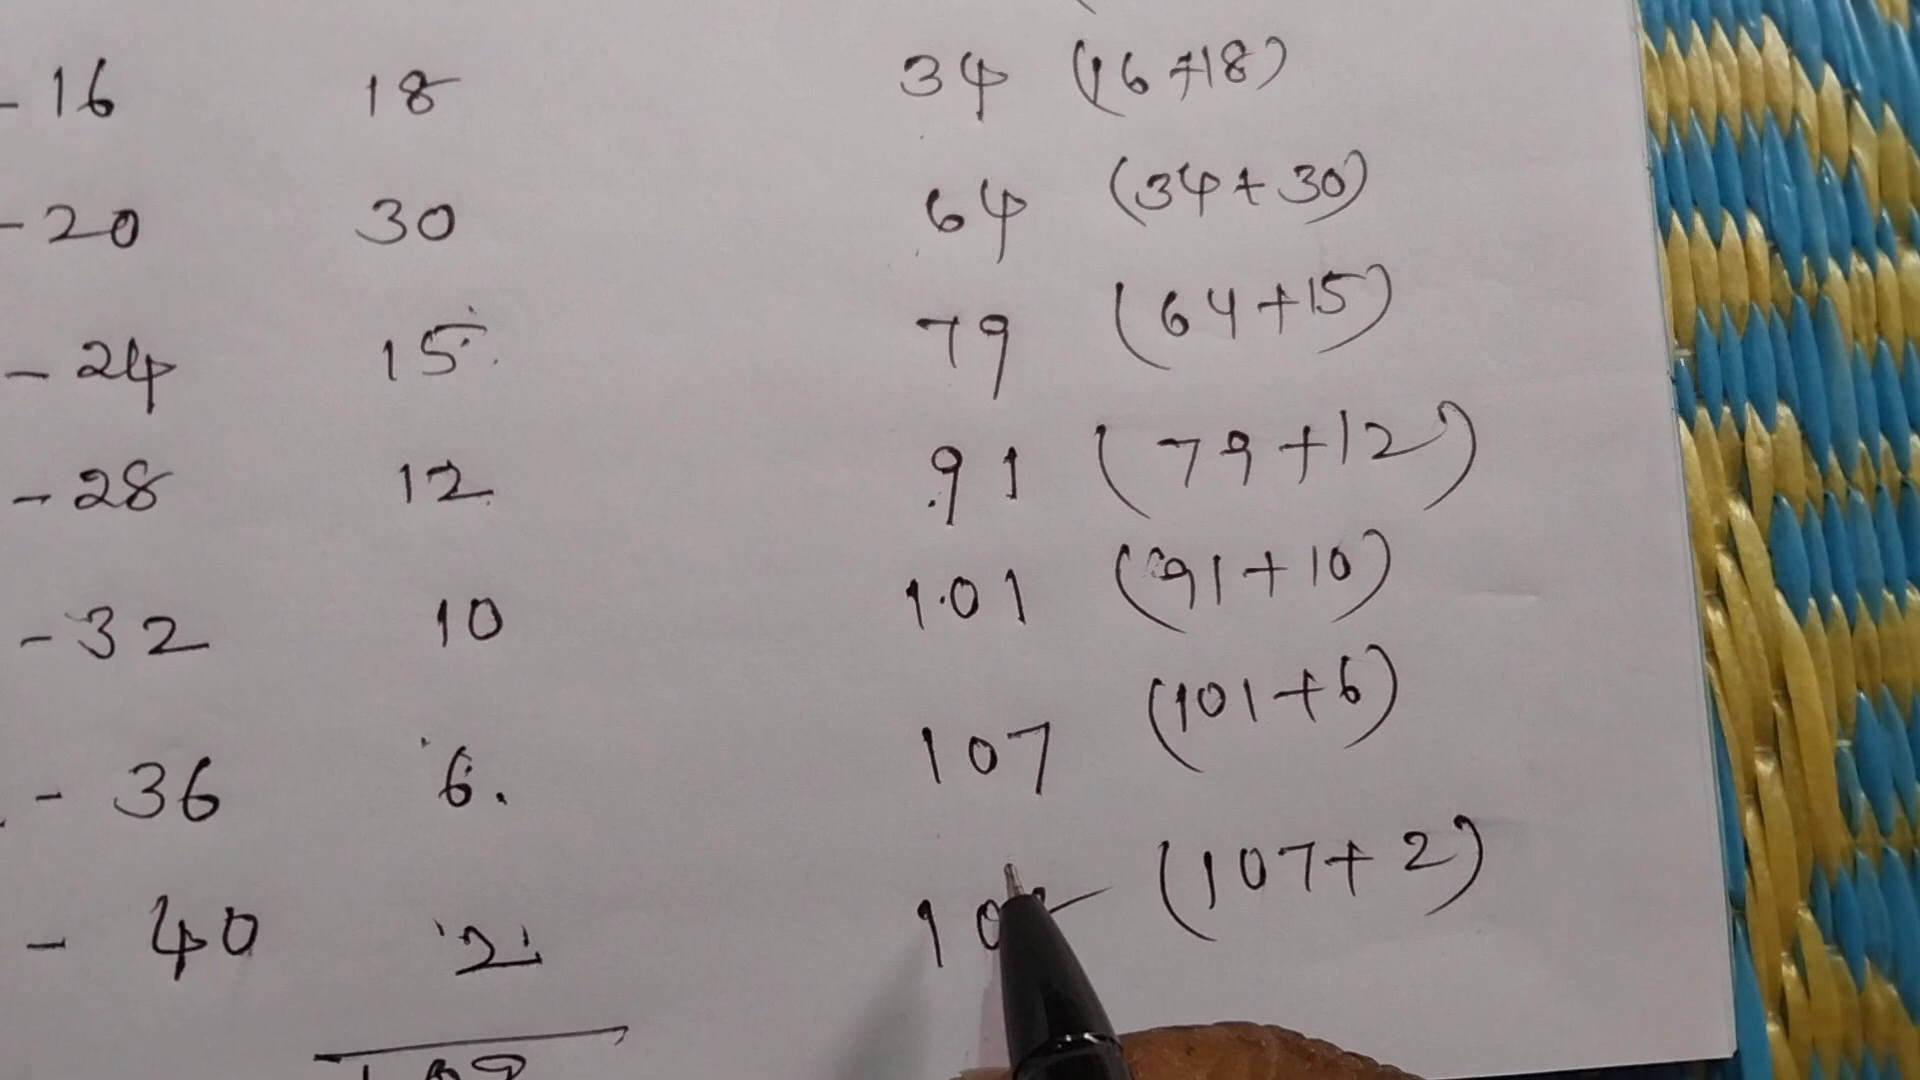 - 16 18 34 (16+18)
- 20 30 64 (34+30)
- 24 15 79 (64+15)
- 28 12 91 (79+12)
- 32 10 101 (91+10)
- 36 6 107 (101+6)
- 40 2 (107+2)